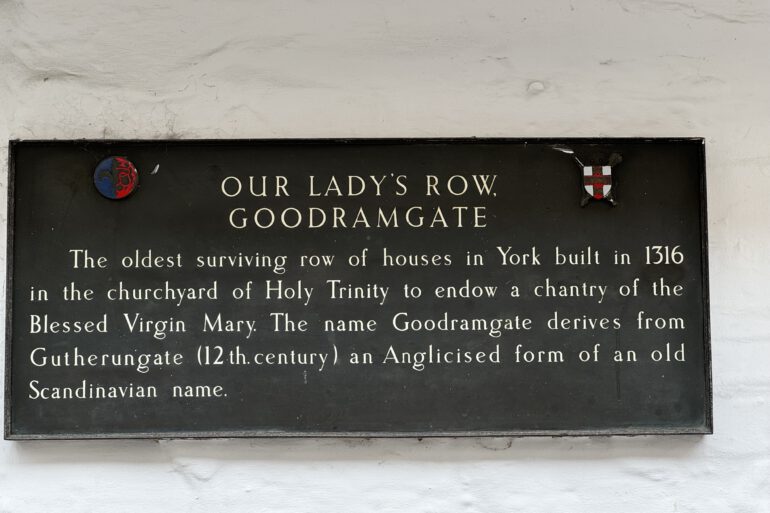 OUR LADY'S ROW,
GOODRAMGATE
The oldest surviving row of houses in York built in 1316
in the churchyard of Holy Trinity to endow a chantry of the
Blessed Virgin Mary. The name Goodramgate derives from
Gutherungate (12th. century) an Anglicised form of an old
Scandinavian name.